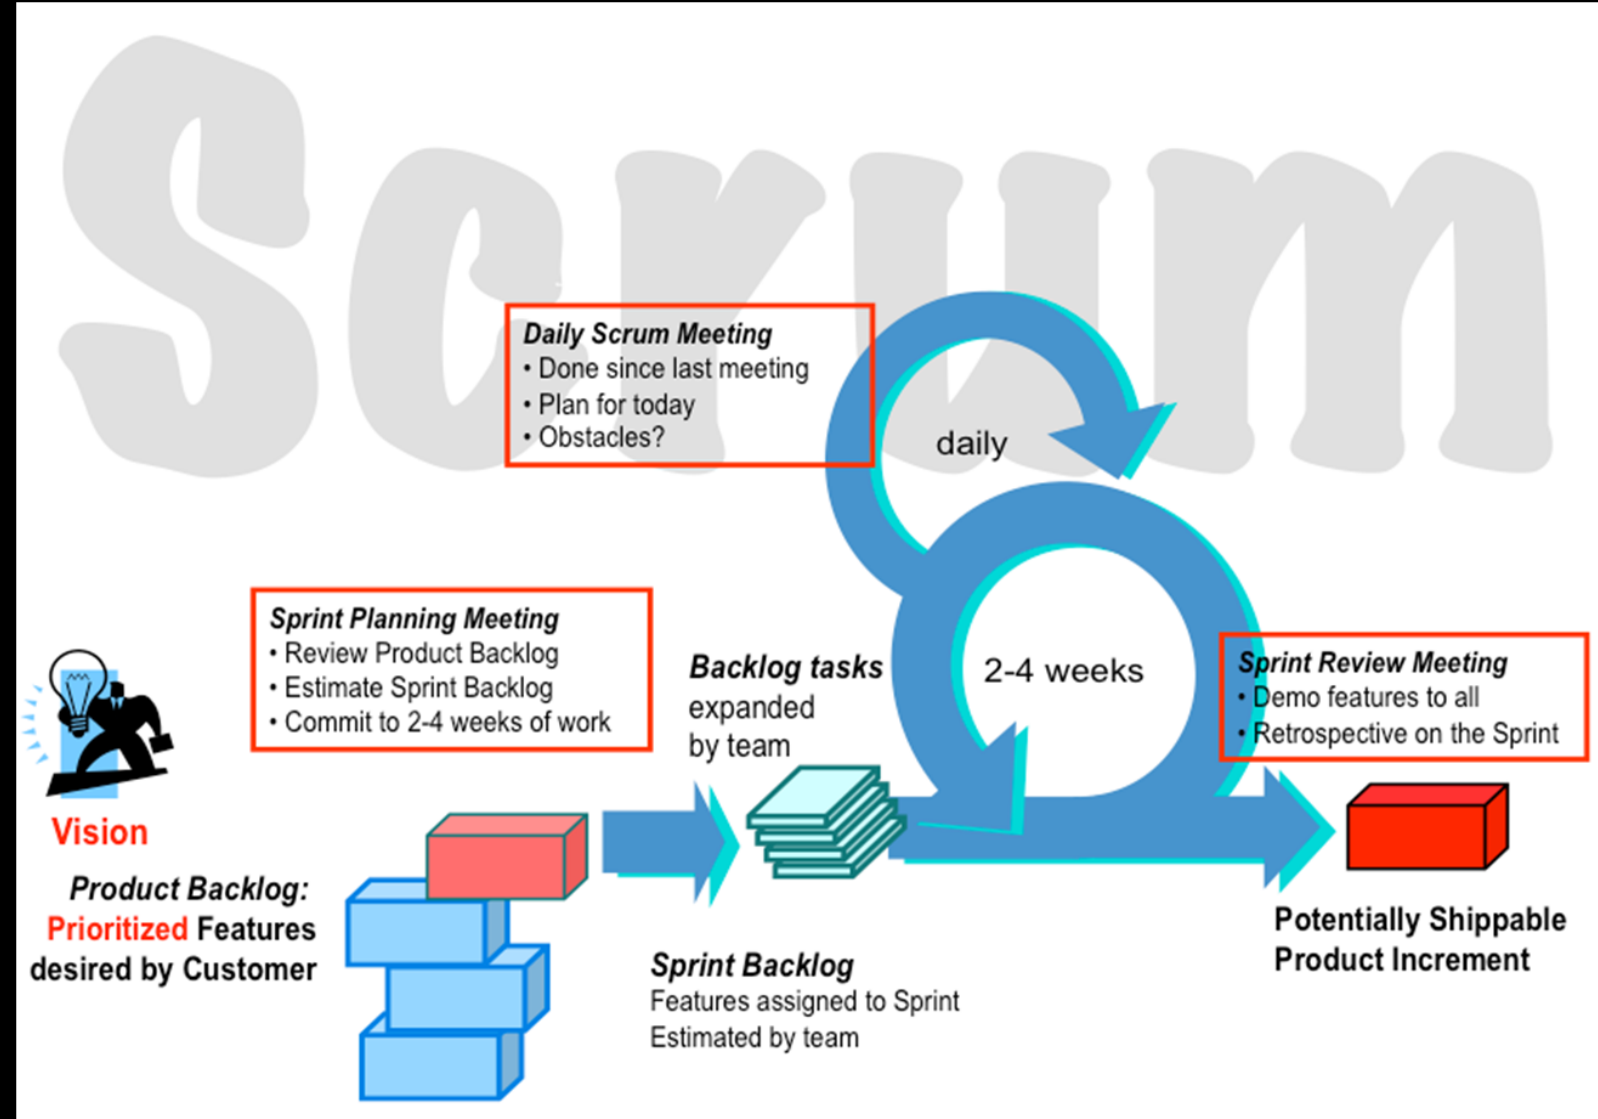 Scrum
Daily Scrum Meeting
• Done since last meeting
• Plan for today
• Obstacles?
daily
Sprint Planning Meeting
• Review Product Backlog
• Estimate Sprint Backlog
• Commit to 2-4 weeks of work
Backlog tasks
expanded
by team
2-4 weeks
Sprint Review Meeting
• Demo features to all
• Retrospective on the Sprint
Vision
Product Backlog:
Prioritized Features
desired by Customer
Sprint Backlog
Features assigned to Sprint
Estimated by team
Potentially Shippable
Product Increment